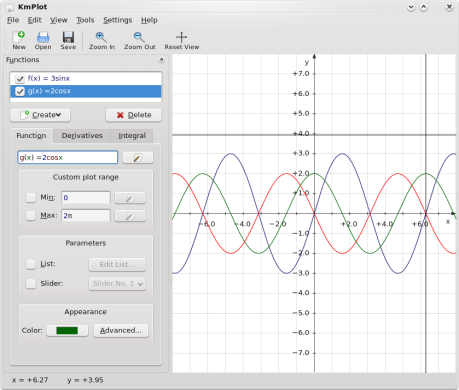 KmPlot
File Edit View Tools Settings Help
New Open Save Zoom In Zoom Out Reset View
Functions
f(x) = 3sinx
g(x) =2cosx
Create
Delete
Function Derivatives Integral
g(x) =2cosx
Custom plot range
Min: 0
Max: 2π
Parameters
List: Edit List...
Slider: Slider No. 1
Appearance
Color: Advanced...
y
+7.0
+6.0
+5.0
+4.0
+3.0
+2.0
+1.0
−6.0 −4.0 −2.0 +2.0 +4.0 +6.0 x
−1.0
−2.0
−3.0
−4.0
−5.0
−6.0
−7.0
x = +6.27 y = +3.95